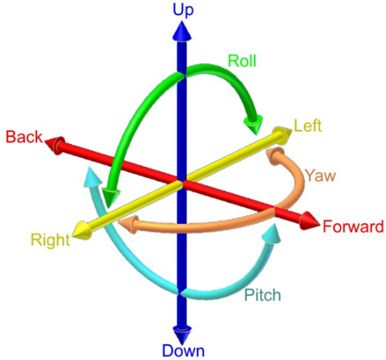 Up
Roll
Left
Back
Yaw
Right
Forward
Pitch
Down